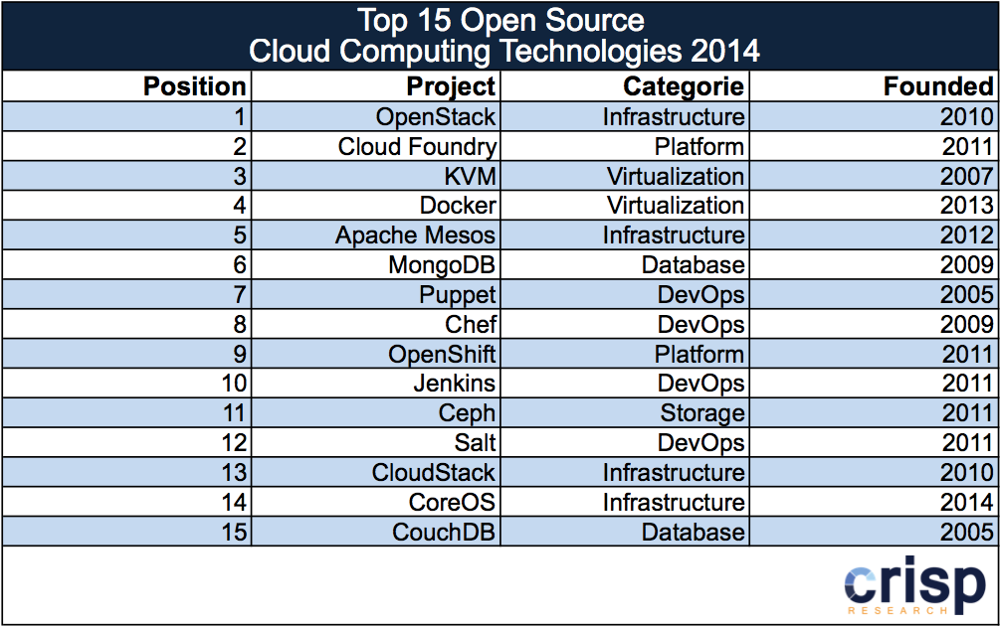 Top 15 Open Source
Cloud Computing Technologies 2014
Position Project Categorie Founded
1 OpenStack Infrastructure 2010
2 Cloud Foundry Platform 2011
3 KVM Virtualization 2007
4 Docker Virtualization 2013
5 Apache Mesos Infrastructure 2012
6 MongoDB Database 2009
7 Puppet DevOps 2005
8 Chef DevOps 2009
9 OpenShift Platform 2011
10 Jenkins DevOps 2011
11 Ceph Storage 2011
12 Salt DevOps 2011
13 CloudStack Infrastructure 2010
14 CoreOS Infrastructure 2014
15 CouchDB Database 2005
crisp
RESEARCH